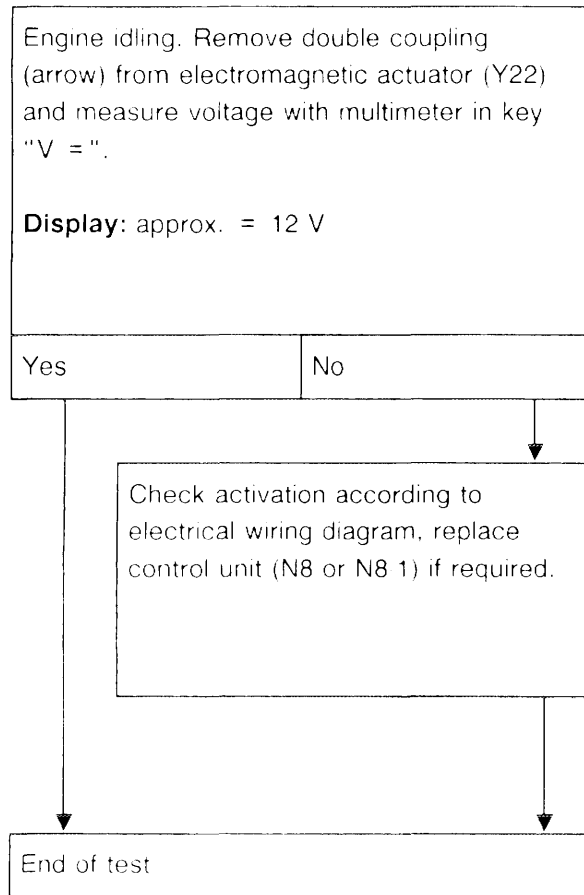 Engine idling. Remove double coupling
(arrow) from electromagnetic actuator (Y22)
and measure voltage with multimeter in key
"V =".
Display: approx. = 12 V
Yes
No
Check activation according to
electrical wiring diagram, replace
control unit (N8 or N8 1) if required.
End of test